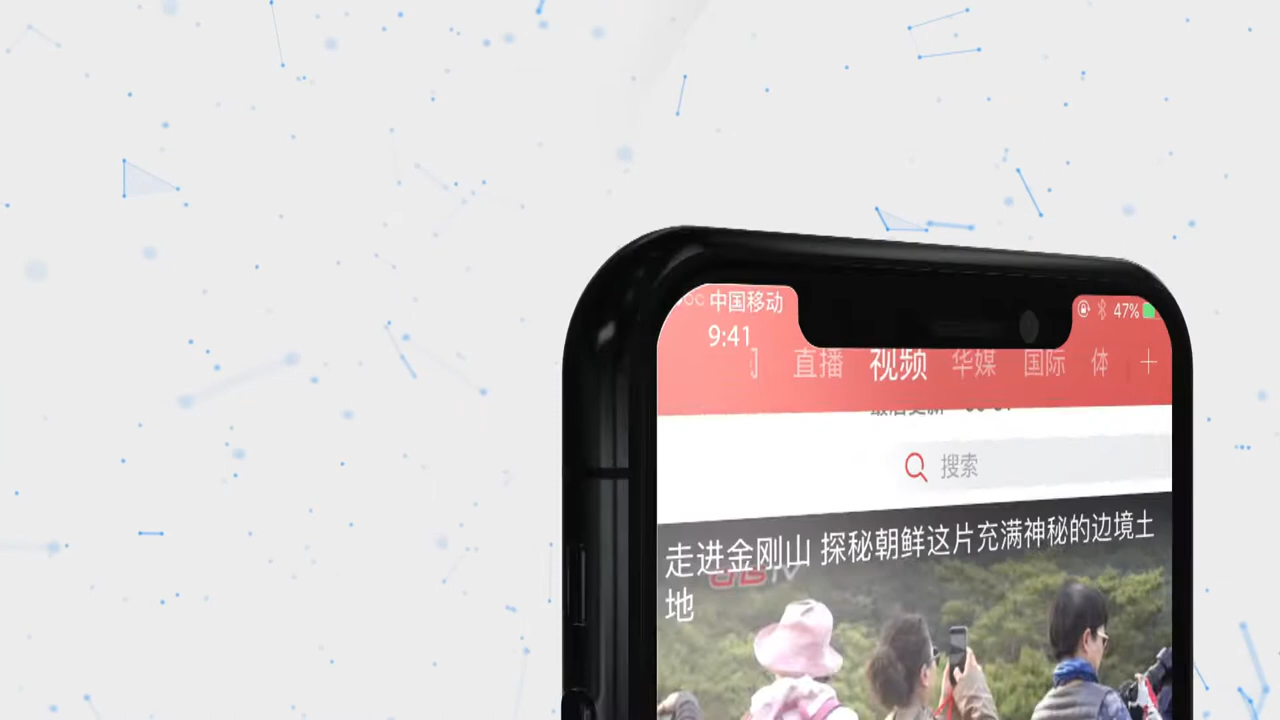 中国移动
47%
9:41
直播 视频 华媒 国际 体 +
搜索
走进金刚山 探秘朝鲜这片充满神秘的边境土
地